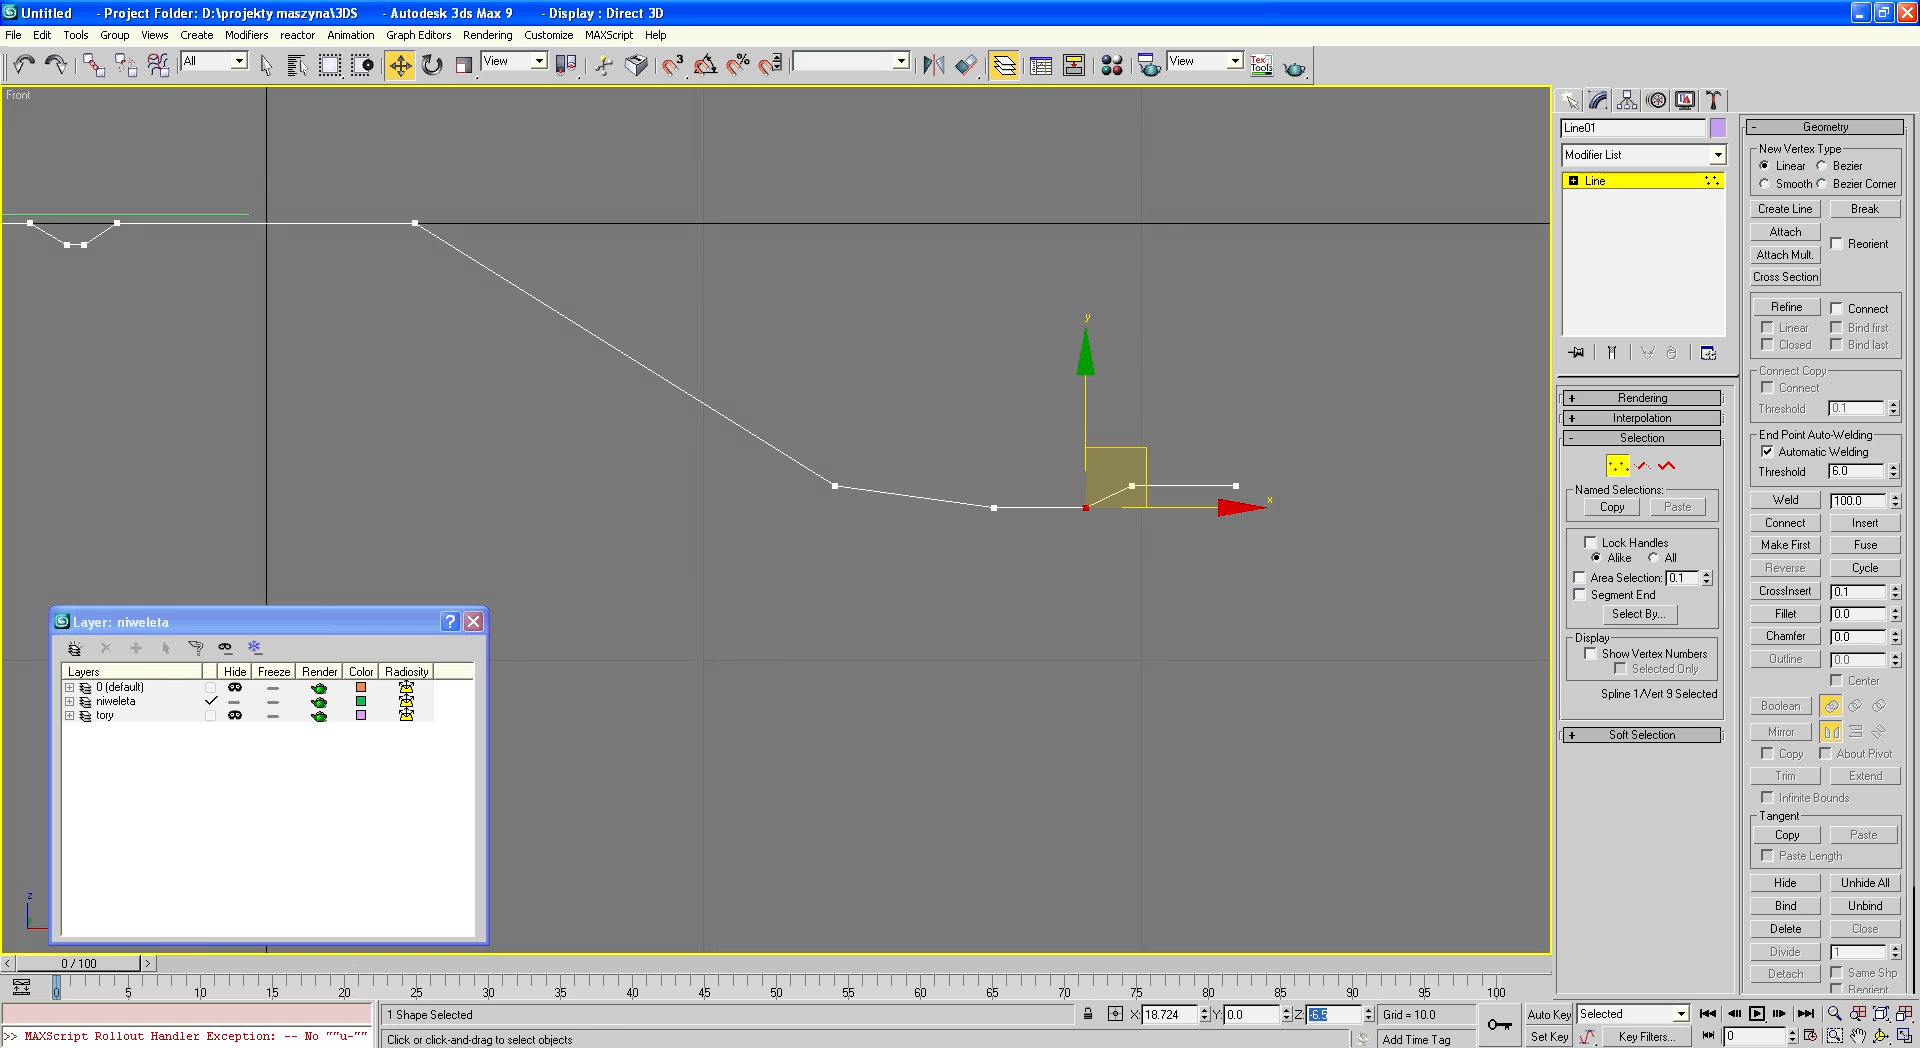 Untitled - Project Folder: D:\projekty maszyna\3DS - Autodesk 3ds Max 9 - Display : Direct 3D
File Edit Tools Group Views Create Modifiers reactor Animation Graph Editors Rendering Customize MAXScript Help
All View 3 View Tex Tools
Front
y
x
z
Layer: niweleta
Layers Hide Freeze Render Color Radiosity
0 (default)
niweleta
tory
Line01
Modifier List
Line
+ Rendering
+ Interpolation
- Selection
Named Selections:
Copy Paste
Lock Handles
Alike All
Area Selection: 0.1
Segment End
Select By...
Display
Show Vertex Numbers
Selected Only
Spline 1/Vert 9 Selected
+ Soft Selection
- Geometry
New Vertex Type
Linear Bezier
Smooth Bezier Corner
Create Line Break
Attach
Reorient
Attach Mult.
Cross Section
Refine Connect
Linear Bind first
Closed Bind last
Connect Copy
Connect
Threshold 0.1
End Point Auto-Welding
Automatic Welding
Threshold 6.0
Weld 100.0
Connect Insert
Make First Fuse
Reverse Cycle
CrossInsert 0.1
Fillet 0.0
Chamfer 0.0
Outline 0.0
Center
Boolean
Mirror
Copy About Pivot
Trim Extend
Infinite Bounds
Tangent
Copy Paste
Paste Length
Hide Unhide All
Bind Unbind
Delete Close
Divide 1
Detach Same Shp
Reorient
< 0 / 100 >
0 5 10 15 20 25 30 35 40 45 50 55 60 65 70 75 80 85 90 95 100
1 Shape Selected X: 18.724 Y: 0.0 Z: -6.5 Grid = 10.0 Auto Key Selected
>> MAXScript Rollout Handler Exception: -- No ""u-"" Click or click-and-drag to select objects Add Time Tag Set Key Key Filters... 0